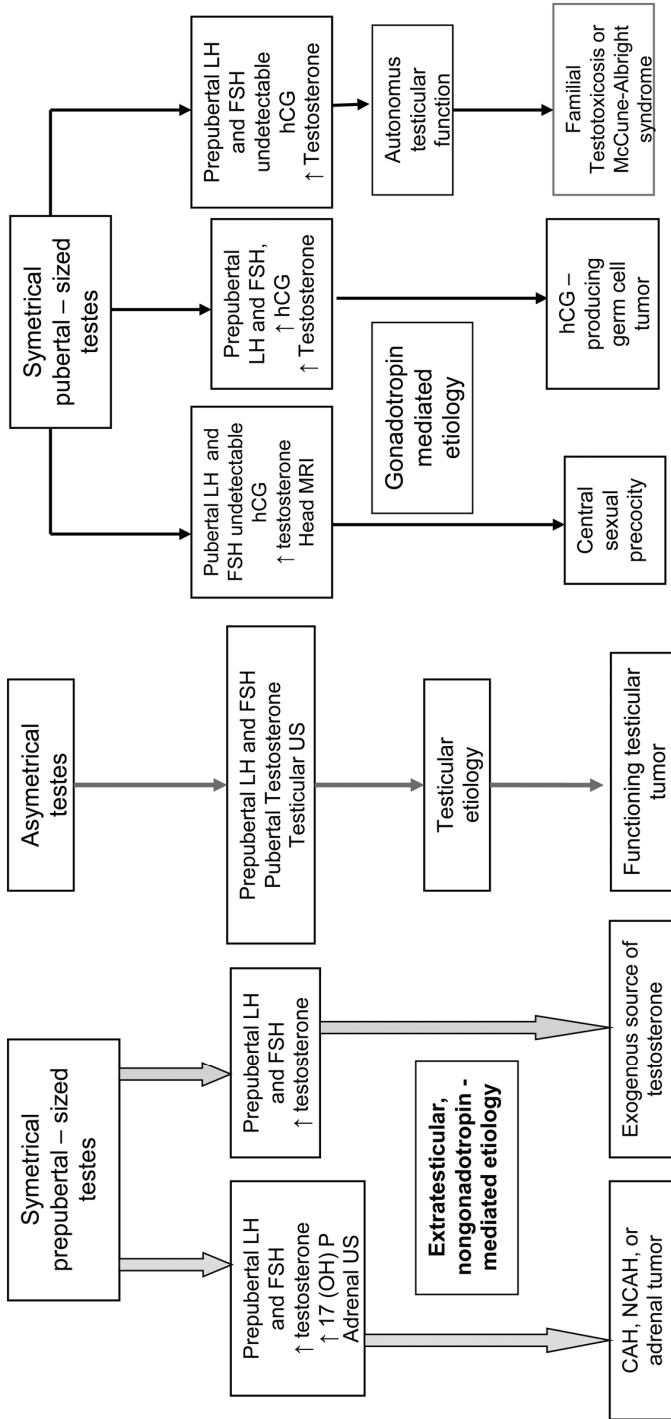 Symetrical
prepubertal – sized
testes
Prepubertal LH
and FSH
↑ testosterone
↑ 17 (OH) P
Adrenal US
Prepubertal LH
and FSH
↑ testosterone
Extratesticular,
nongonadotropin -
mediated etiology
CAH, NCAH, or
adrenal tumor
Exogenous source of
testosterone
Asymetrical
testes
Prepubertal LH and FSH
Pubertal Testosterone
Testicular US
Testicular
etiology
Functioning testicular
tumor
Symetrical
pubertal – sized
testes
Pubertal LH and
FSH undetectable
hCG
↑ testosterone
Head MRI
Prepubertal
LH and FSH,
↑ hCG
↑ Testosterone
Prepubertal LH
and FSH
undetectable
hCG
↑ Testosterone
Gonadotropin
mediated
etiology
Autonomus
testicular
function
Central
sexual
precocity
hCG –
producing
germ cell
tumor
Familial
Testotoxicosis or
McCune-Albright
syndrome